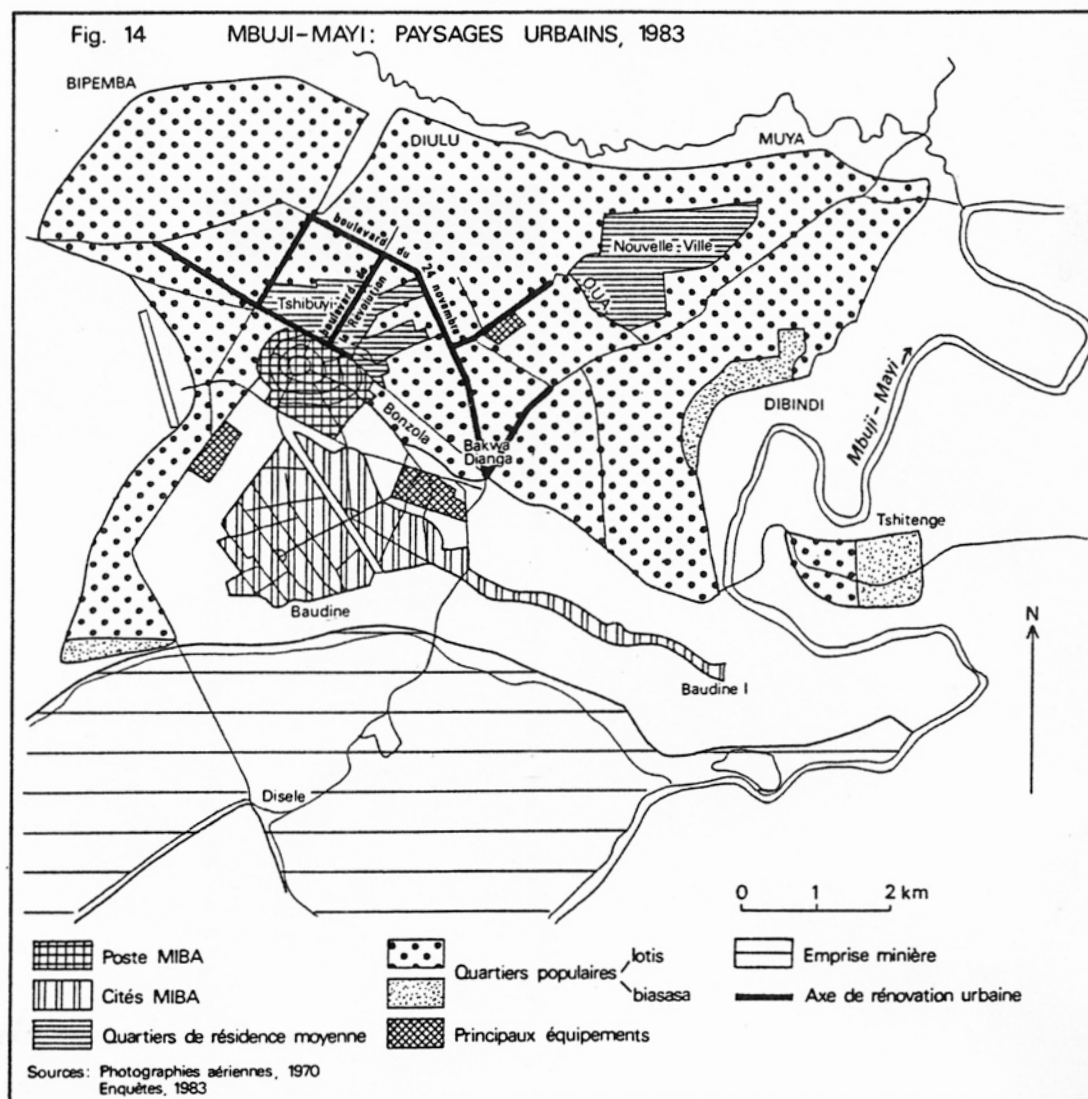 Fig. 14 MBUJI-MAYI: PAYSAGES URBAINS, 1983
BIPEMBA
DIULU
MUYA
boulevard du 24 novembre
Nouvelle-Ville
OUA
Tshibuyi
boulevard de
la Révolution
Bonzola
Bakwa
Dianga
DIBINDI
Mbuji-Mayi
Tshitenge
Baudine
Baudine I
N
Disele
0 1 2 km
Poste MIBA
Cités MIBA
Quartiers de résidence moyenne
Quartiers populaires
lotis
biasasa
Principaux équipements
Emprise minière
Axe de rénovation urbaine
Sources: Photographies aériennes, 1970
Enquêtes, 1983